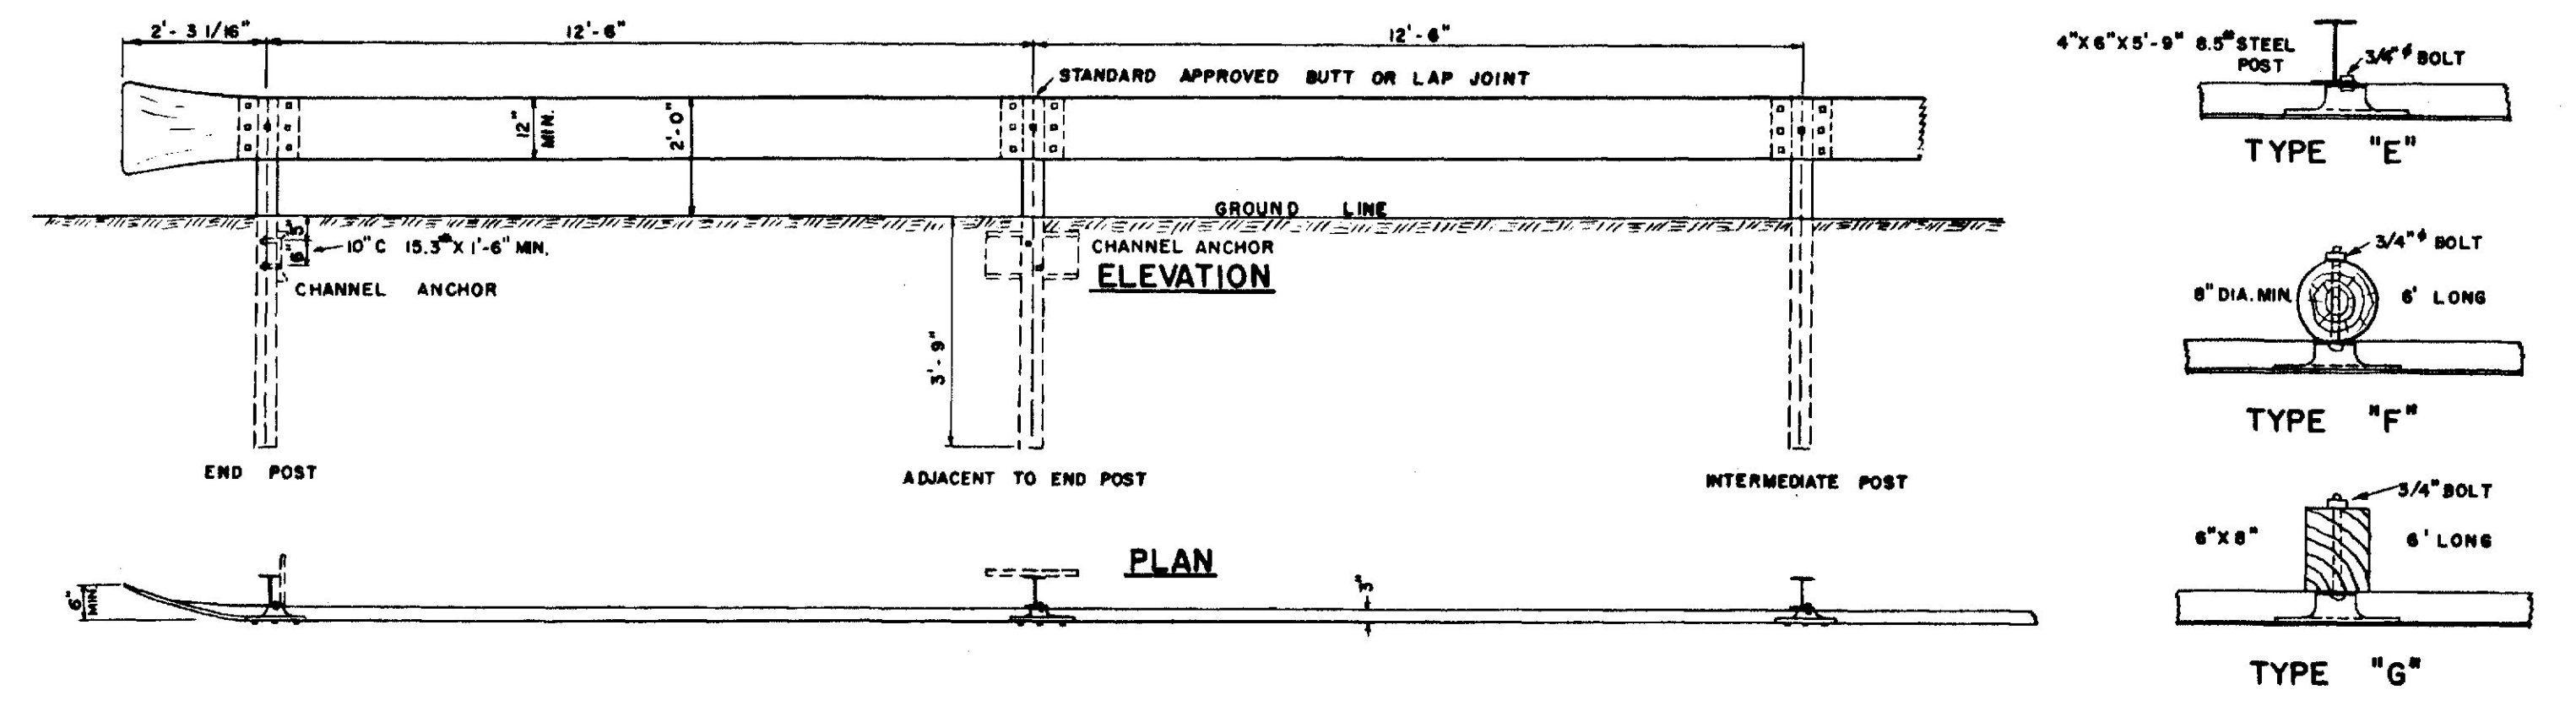 2'- 3 1/16"
12'-6"
12'-6"
STANDARD APPROVED BUTT OR LAP JOINT
12"
MIN.
2'-0"
GROUND LINE
3"
6"
10" C 15.3# X 1'-6" MIN.
CHANNEL ANCHOR
CHANNEL ANCHOR
ELEVATION
3'-9"
END POST
ADJACENT TO END POST
INTERMEDIATE POST
PLAN
6"
MIN.
3"
4"X6"X5'-9" 8.5# STEEL
POST
3/4"ϕ BOLT
TYPE "E"
3/4"ϕ BOLT
8" DIA. MIN.
6' LONG
TYPE "F"
3/4" BOLT
6"X8"
6' LONG
TYPE "G"